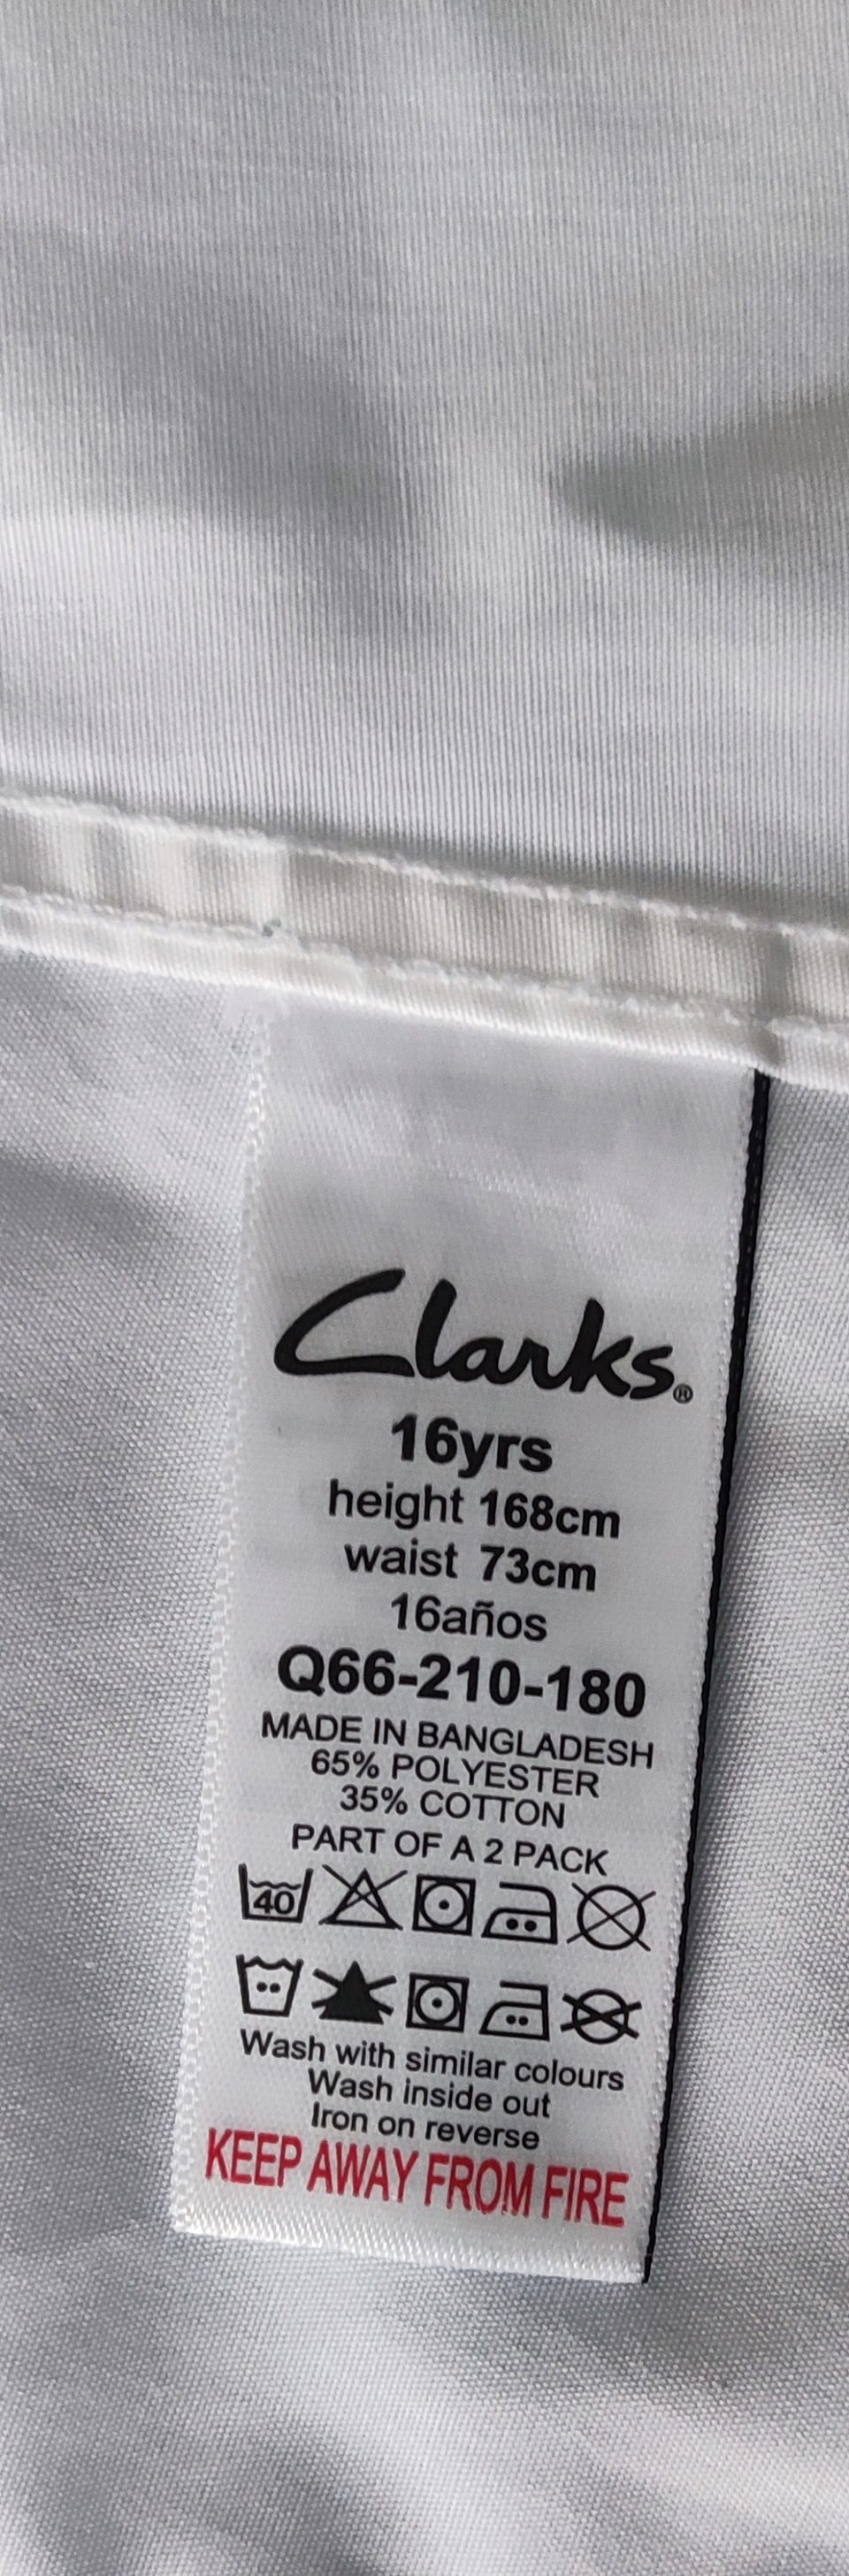 Clarks®
16yrs
height 168cm
waist 73cm
16años
Q66-210-180
MADE IN BANGLADESH
65% POLYESTER
35% COTTON
PART OF A 2 PACK
40
Wash with similar colours
Wash inside out
Iron on reverse
KEEP AWAY FROM FIRE